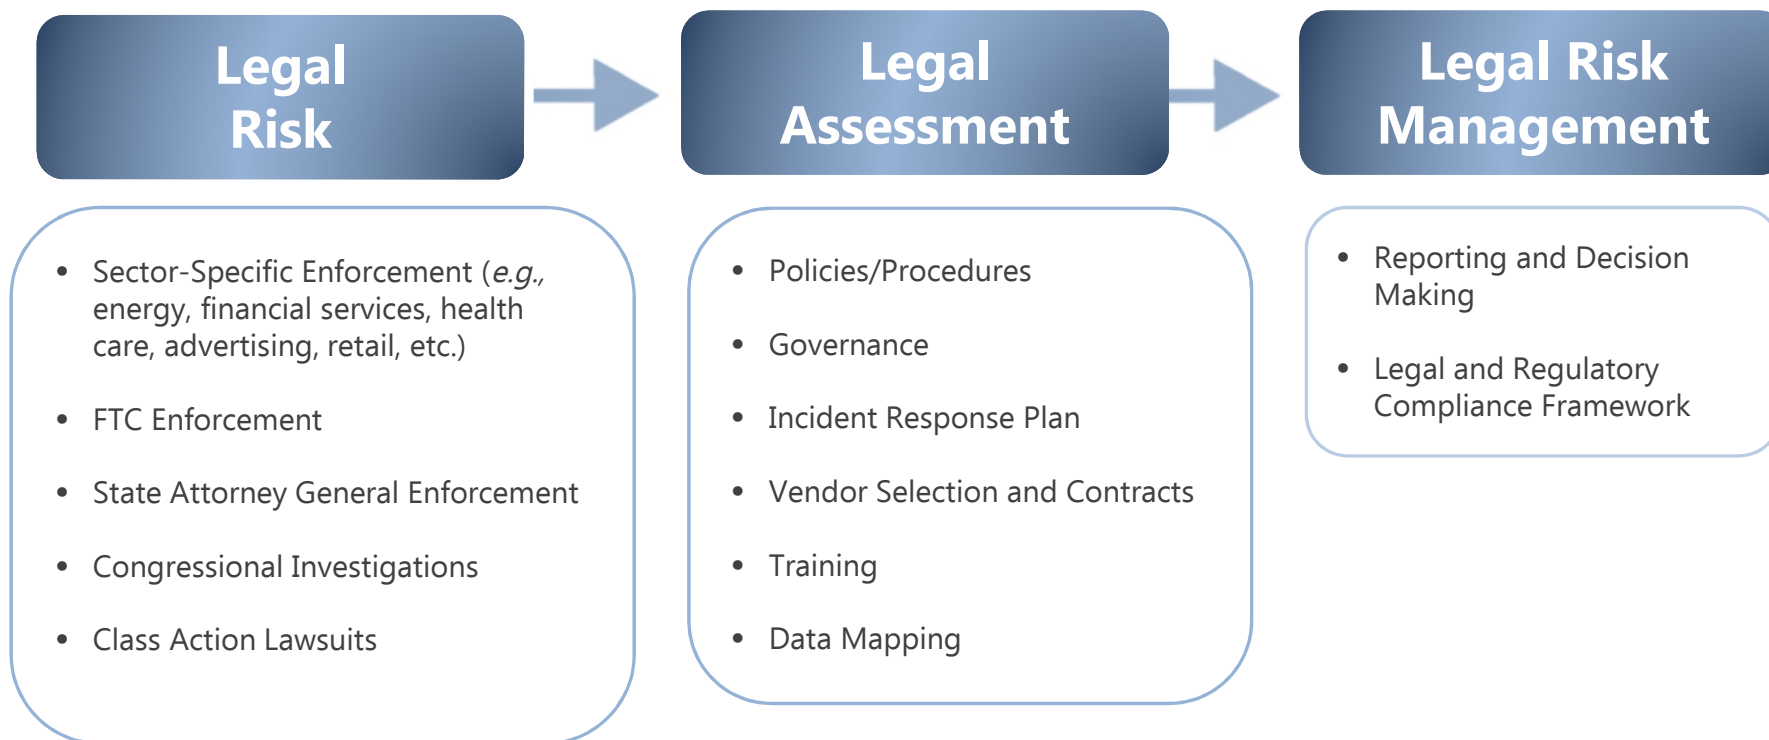 Legal
Risk
Legal
Assessment
Legal Risk
Management
• Sector-Specific Enforcement (e.g.,
energy, financial services, health
care, advertising, retail, etc.)
• FTC Enforcement
• State Attorney General Enforcement
• Congressional Investigations
• Class Action Lawsuits
• Policies/Procedures
• Governance
• Incident Response Plan
• Vendor Selection and Contracts
• Training
• Data Mapping
• Reporting and Decision
Making
• Legal and Regulatory
Compliance Framework